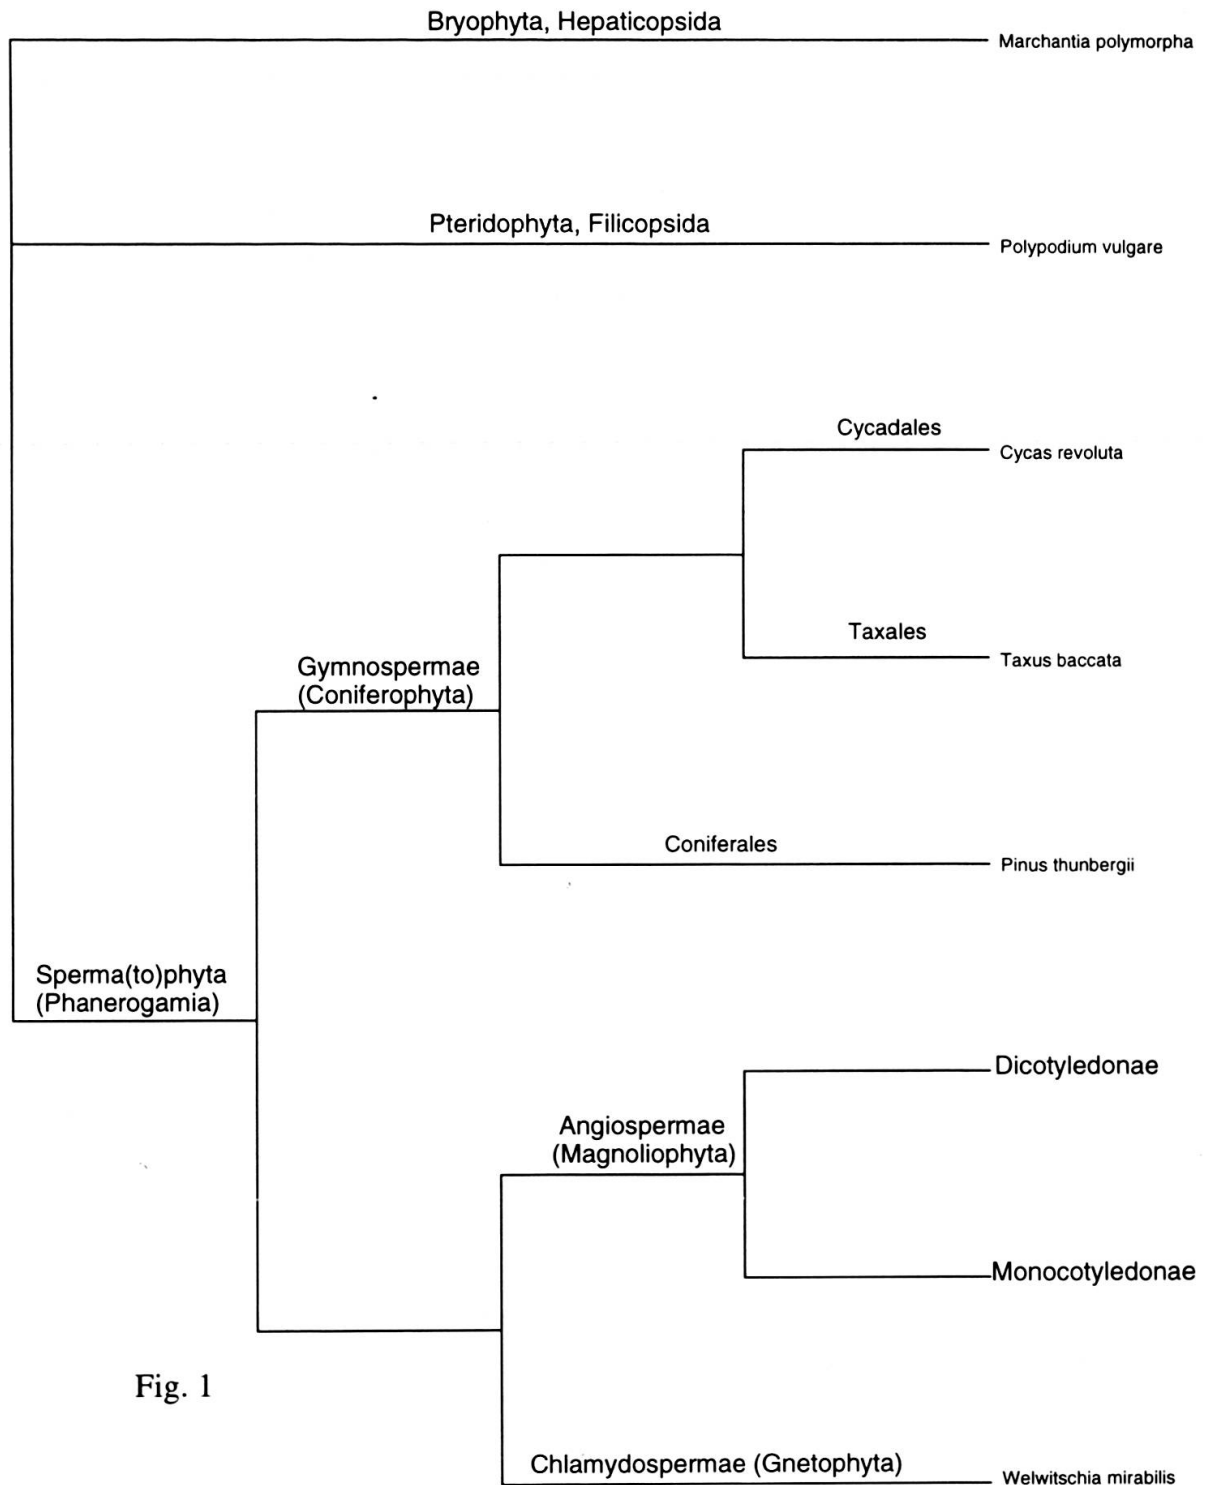 Bryophyta, Hepaticopsida
Marchantia polymorpha
Pteridophyta, Filicopsida
Polypodium vulgare
Cycadales
Cycas revoluta
Taxales
Taxus baccata
Gymnospermae
(Coniferophyta)
Coniferales
Pinus thunbergii
Sperma(to)phyta
(Phanerogamia)
Dicotyledonae
Angiospermae
(Magnoliophyta)
Monocotyledonae
Fig. 1
Chlamydospermae (Gnetophyta)
Welwitschia mirabilis